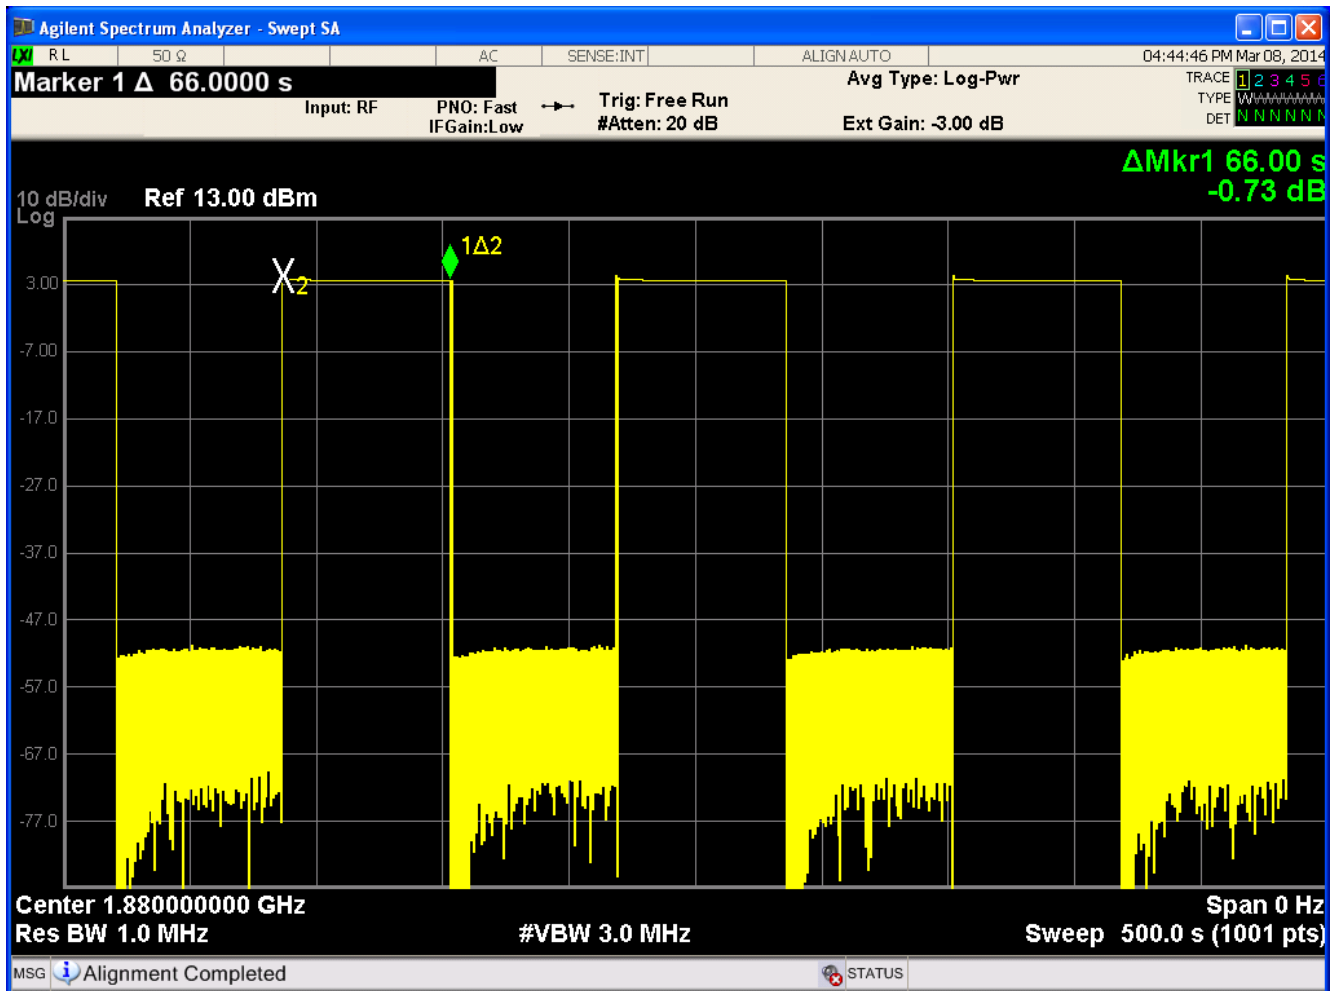 Agilent Spectrum Analyzer - Swept SA
LXI RL 50 Ω AC SENSE:INT ALIGNAUTO 04:44:46 PM Mar 08, 2014
Marker 1 Δ 66.0000 s
Input: RF PNO: Fast Trig: Free Run Avg Type: Log-Pwr TRACE 1 2 3 4 5 6
IFGain:Low #Atten: 20 dB Ext Gain: -3.00 dB TYPE W
DET N N N N N N
ΔMkr1 66.00 s
-0.73 dB
10 dB/div Ref 13.00 dBm
Log
1Δ2
X2
3.00
-7.00
-17.0
-27.0
-37.0
-47.0
-57.0
-67.0
-77.0
Center 1.880000000 GHz Span 0 Hz
Res BW 1.0 MHz #VBW 3.0 MHz Sweep 500.0 s (1001 pts)
MSG Alignment Completed STATUS